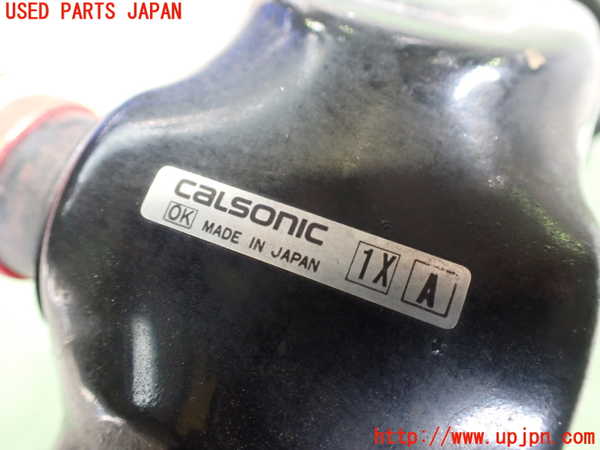 USED PARTS JAPAN
calsonic
OK MADE IN JAPAN
1X A
http://www.upjpn.com